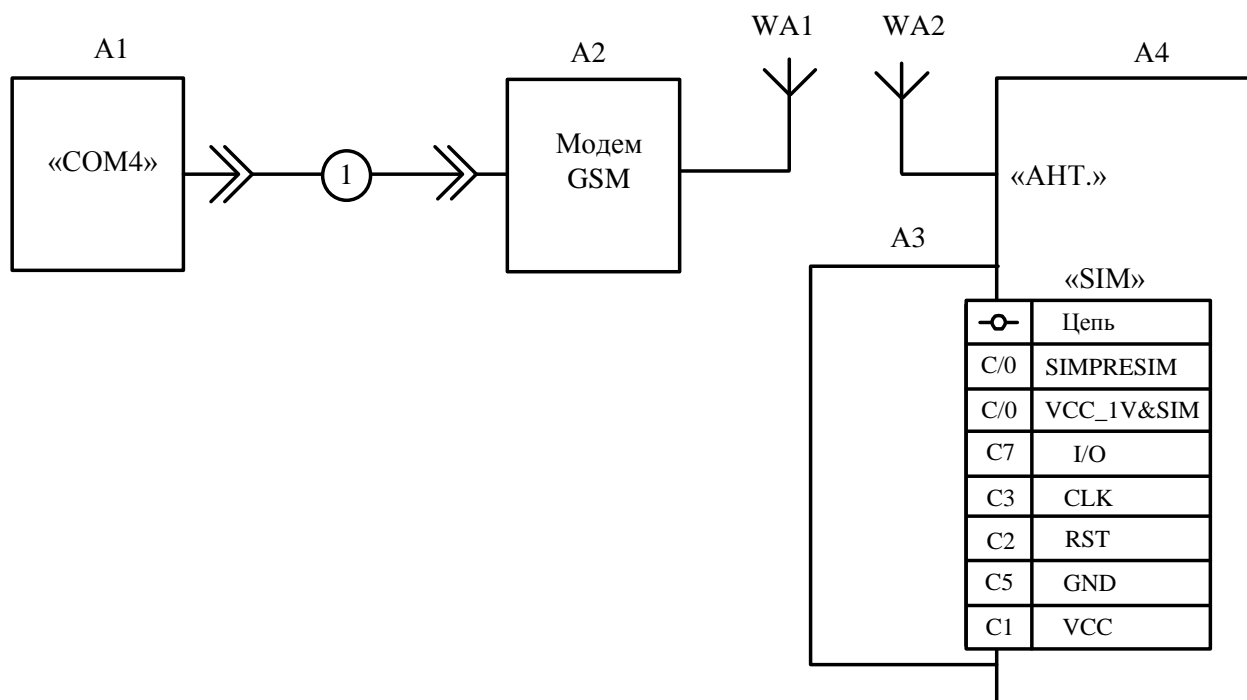 WA1
WA2
A1
A2
A4
«COM4»
1
Модем
GSM
«АНТ.»
A3
«SIM»
Цепь
C/0 SIMPRESIM
C/0 VCC_1V&SIM
C7 I/O
C3 CLK
C2 RST
C5 GND
C1 VCC